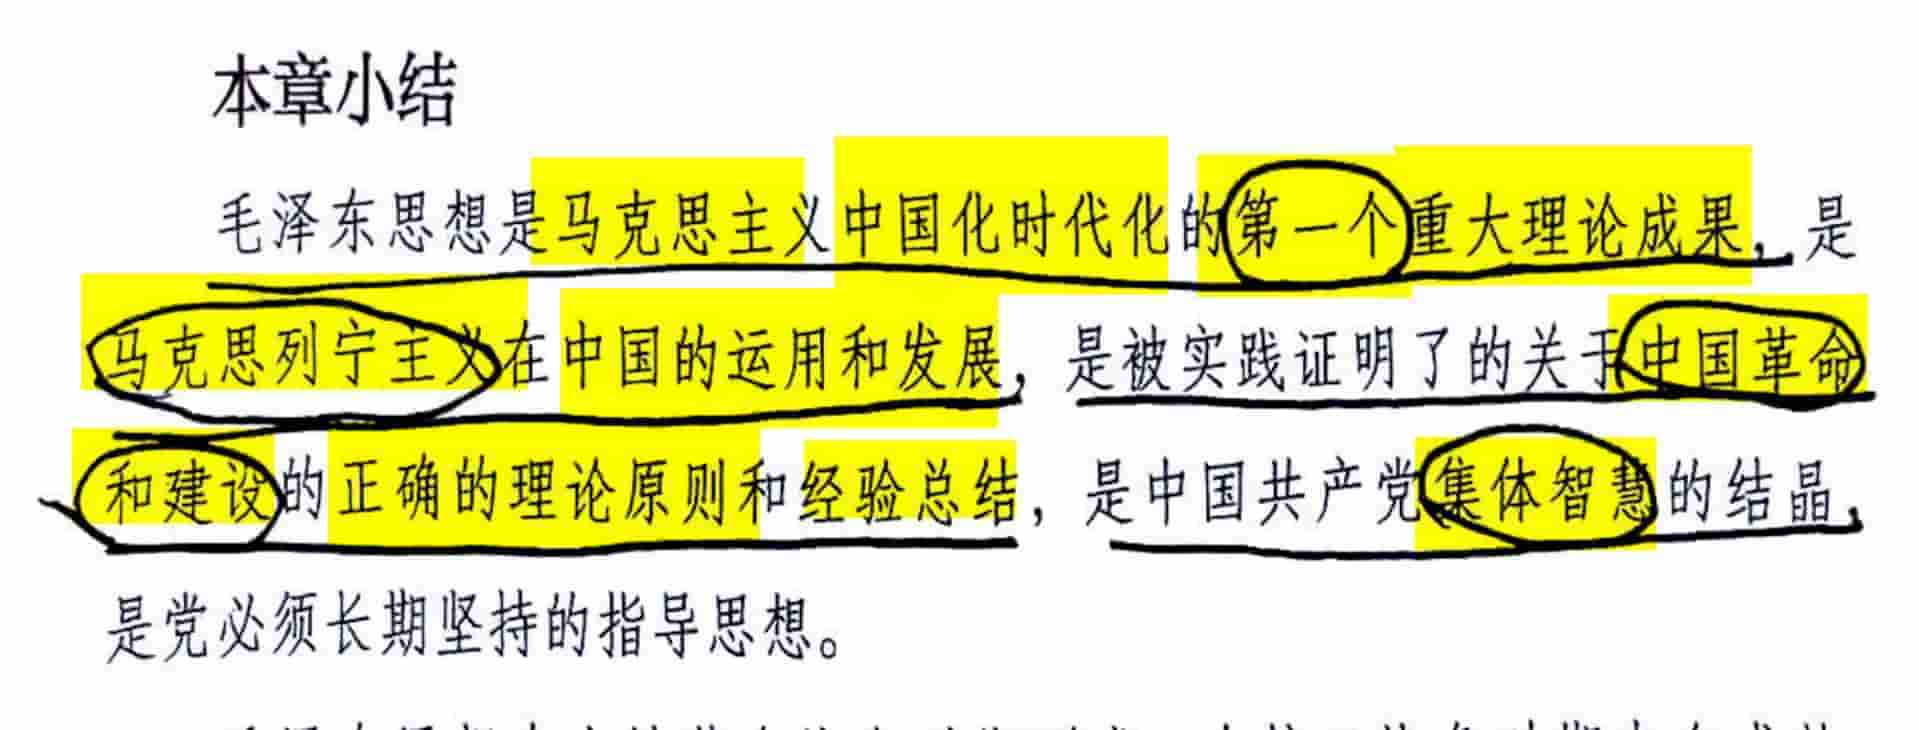 本章小结
毛泽东思想是马克思主义中国化时代化的第一个重大理论成果，是
马克思列宁主义在中国的运用和发展，是被实践证明了的关于中国革命
和建设的正确的理论原则和经验总结，是中国共产党集体智慧的结晶，
是党必须长期坚持的指导思想。